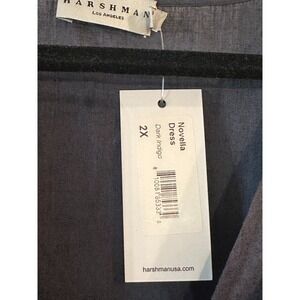 HARSHMAN
LOS ANGELES
Novella
Dress
Dark Indigo
2X
harshmanusa.com